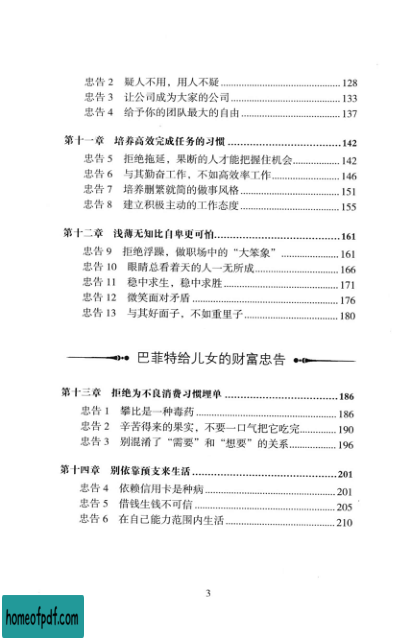 忠告 2 疑人不用，用人不疑 128
忠告 3 让公司成为大家的公司 133
忠告 4 给予你的团队最大的自由 137
第十一章 培养高效完成任务的习惯 142
忠告 5 拒绝拖延，果断的人才能把握住机会 142
忠告 6 与其勤奋工作，不如高效率工作 146
忠告 7 培养删繁就简的做事风格 151
忠告 8 建立积极主动的工作态度 155
第十二章 浅薄无知比自卑更可怕 161
忠告 9 拒绝浮躁，做职场中的“大笨象” 161
忠告 10 眼睛总看着天的人一无所成 166
忠告 11 稳中求生，稳中求胜 171
忠告 12 微笑面对矛盾 176
忠告 13 与其好面子，不如重里子 180
巴菲特给儿女的财富忠告
第十三章 拒绝为不良消费习惯埋单 186
忠告 1 攀比是一种毒药 186
忠告 2 辛苦得来的果实，不要一口气把它吃完 190
忠告 3 别混淆了“需要”和“想要”的关系 196
第十四章 别依靠预支来生活 201
忠告 4 依赖信用卡是种病 201
忠告 5 借钱生钱不可信 205
忠告 6 在自己能力范围内生活 210
3
homeofpdf.com